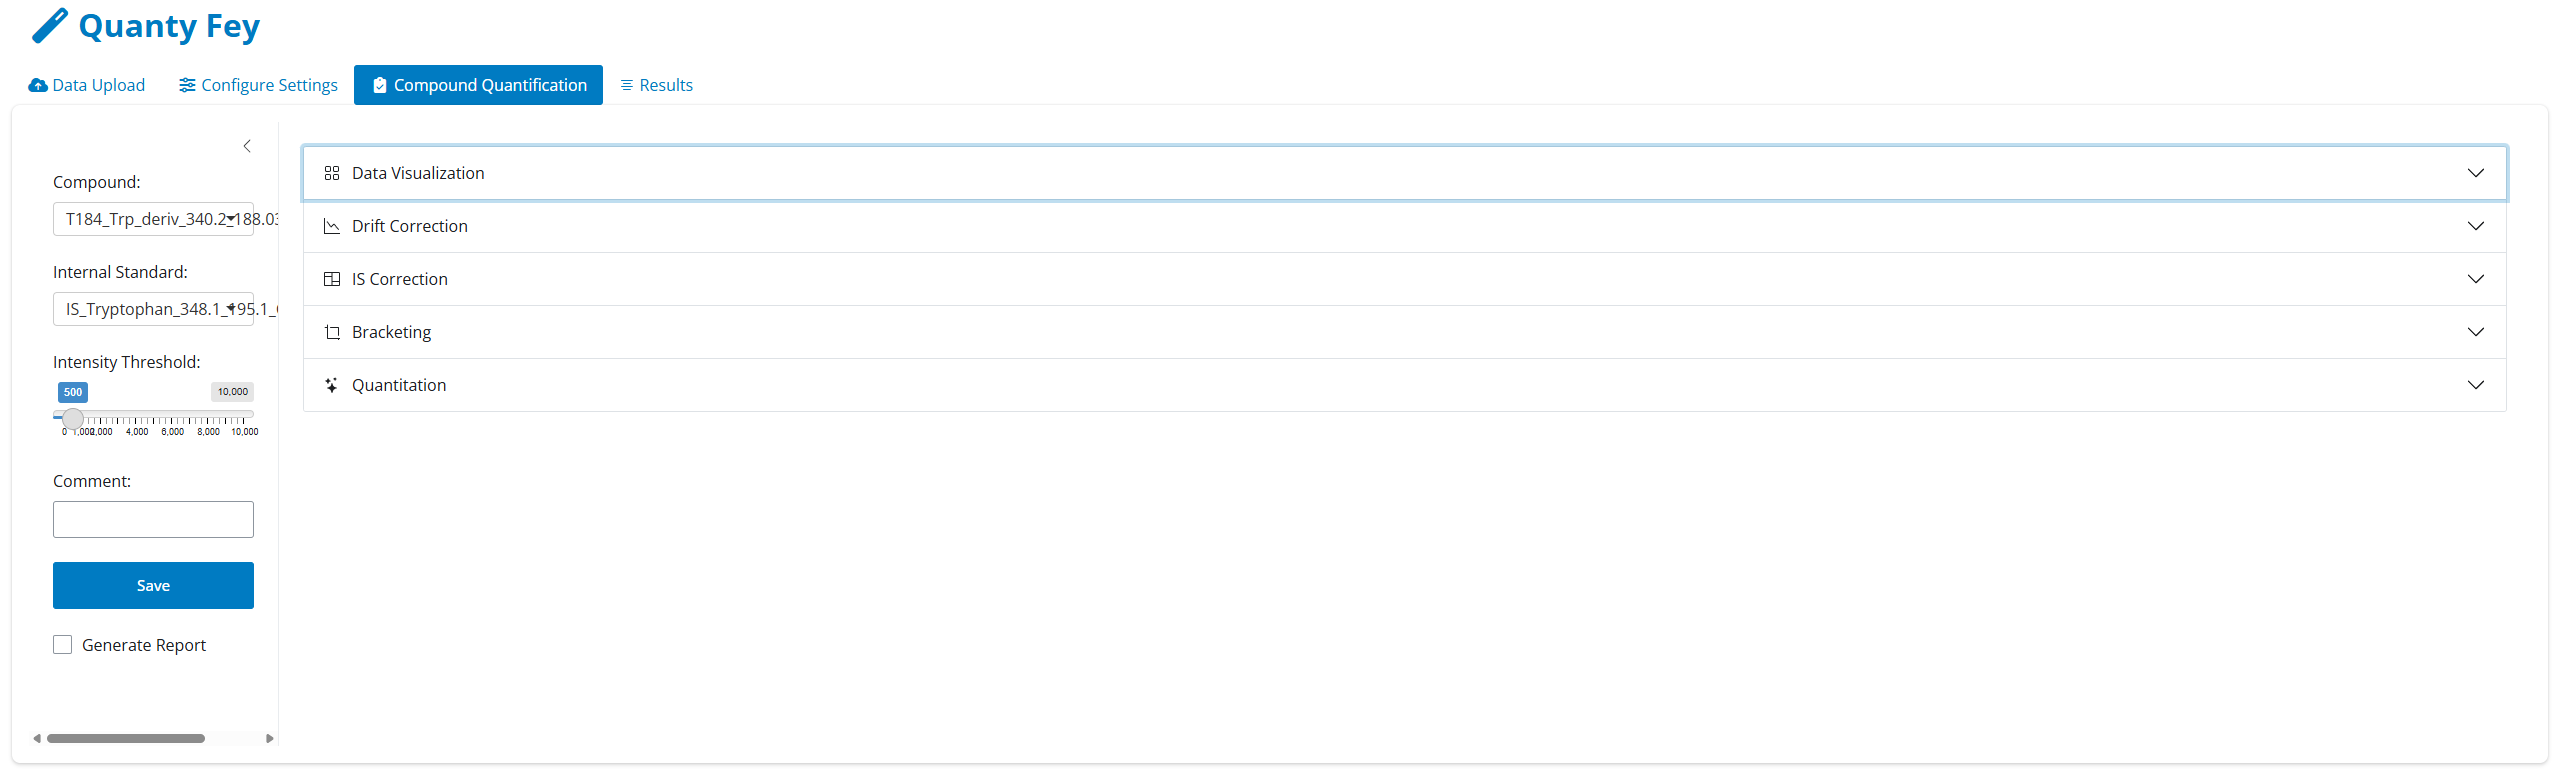 Quanty Fey
Data Upload
Configure Settings
Compound Quantification
Results
Compound:
T184_Trp_deriv_340.2_188.03
Internal Standard:
IS_Tryptophan_348.1_195.1_
Intensity Threshold:
500
10,000
0 1,000 2,000 4,000 6,000 8,000 10,000
Comment:
Save
Generate Report
Data Visualization
Drift Correction
IS Correction
Bracketing
Quantitation